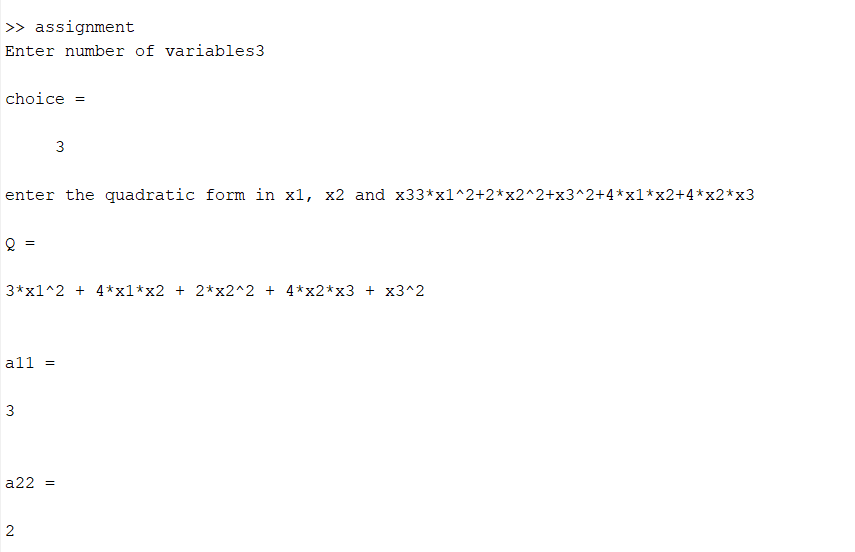 >> assignment
Enter number of variables3
choice =
3
enter the quadratic form in x1, x2 and x33*x1^2+2*x2^2+x3^2+4*x1*x2+4*x2*x3
Q =
3*x1^2 + 4*x1*x2 + 2*x2^2 + 4*x2*x3 + x3^2
a11 =
3
a22 =
2